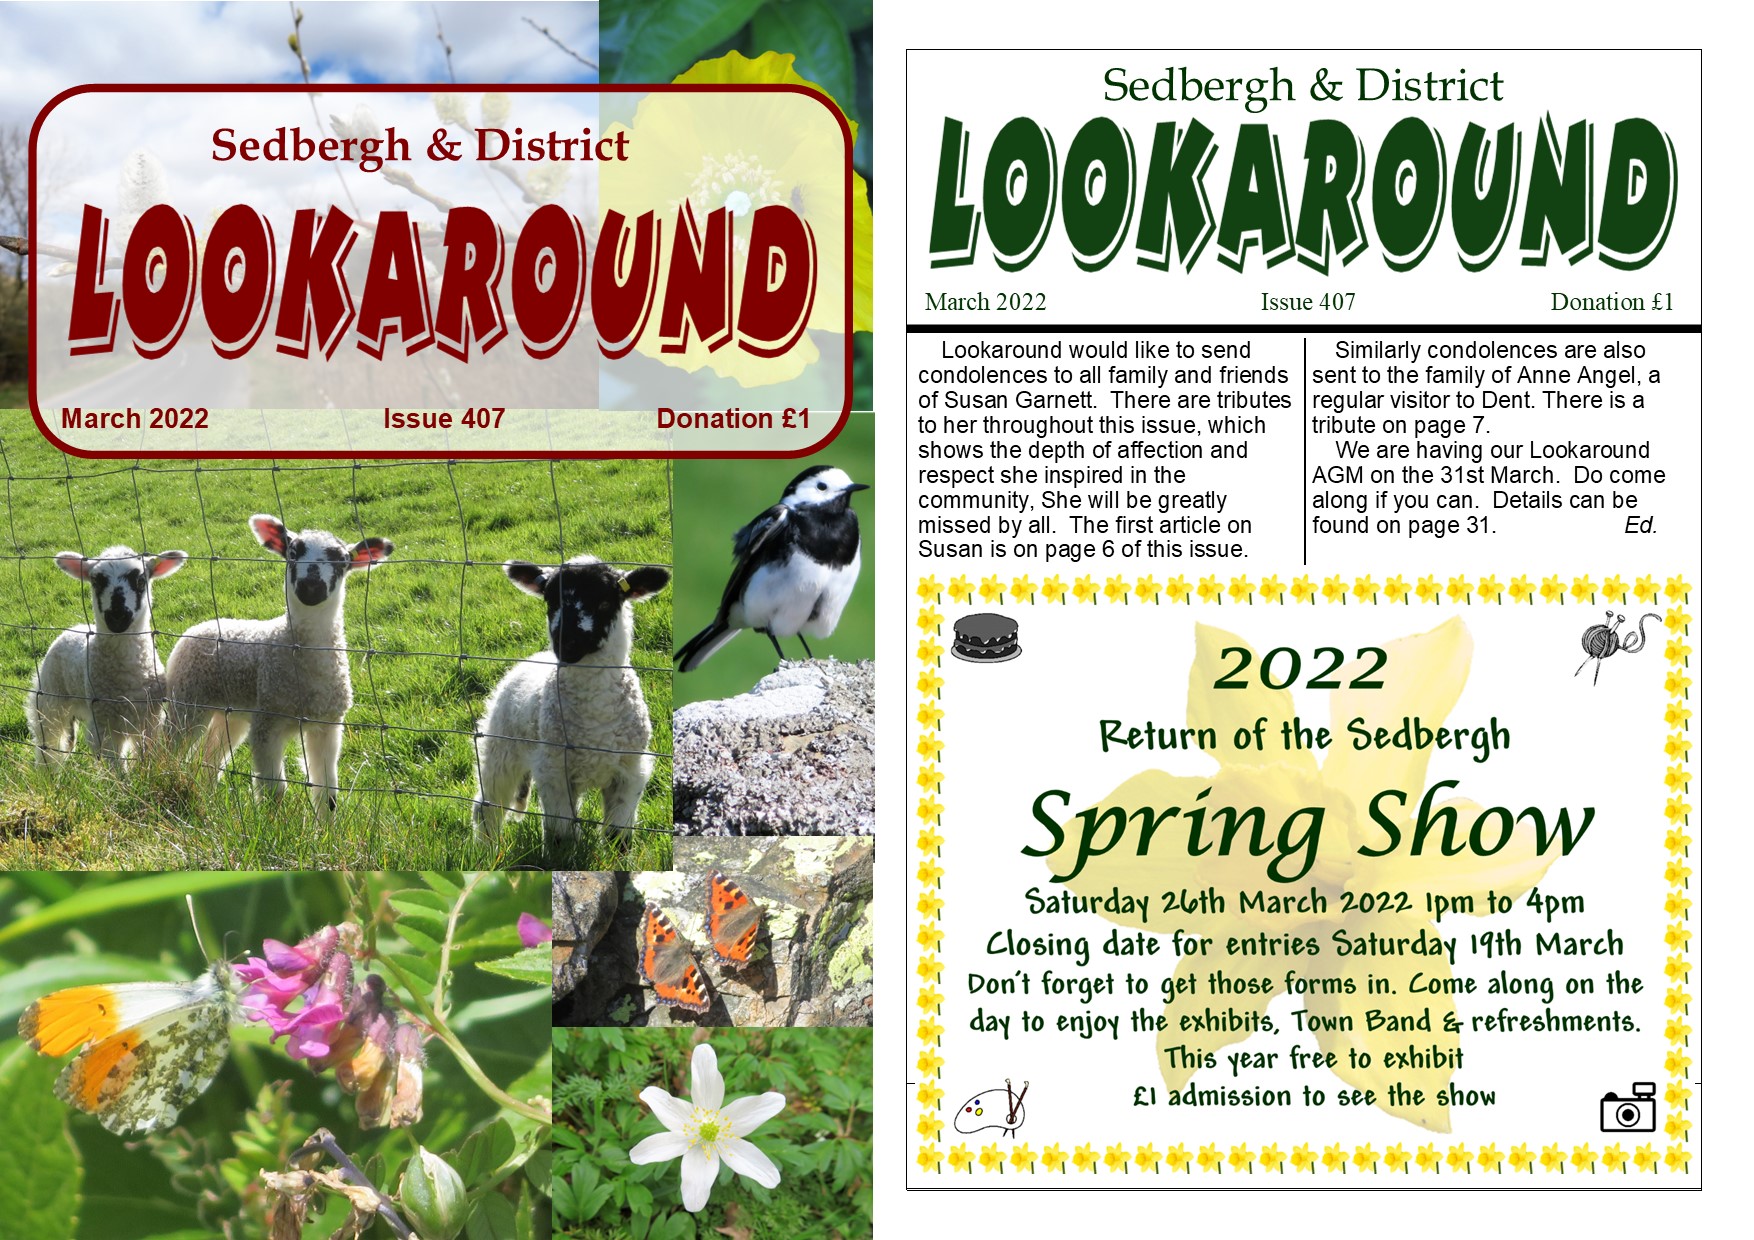 Sedbergh & District
LOOKAROUND
March 2022 Issue 407 Donation £1
Sedbergh & District
LOOKAROUND
March 2022 Issue 407 Donation £1
Lookaround would like to send
condolences to all family and friends
of Susan Garnett.  There are tributes
to her throughout this issue, which
shows the depth of affection and
respect she inspired in the
community, She will be greatly
missed by all.  The first article on
Susan is on page 6 of this issue.
Similarly condolences are also
sent to the family of Anne Angel, a
regular visitor to Dent. There is a
tribute on page 7.
We are having our Lookaround
AGM on the 31st March.  Do come
along if you can.  Details can be
found on page 31. Ed.
2022
Return of the Sedbergh
Spring Show
Saturday 26th March 2022 1pm to 4pm
Closing date for entries Saturday 19th March
Don't forget to get those forms in. Come along on the
day to enjoy the exhibits, Town Band & refreshments.
This year free to exhibit
£1 admission to see the show